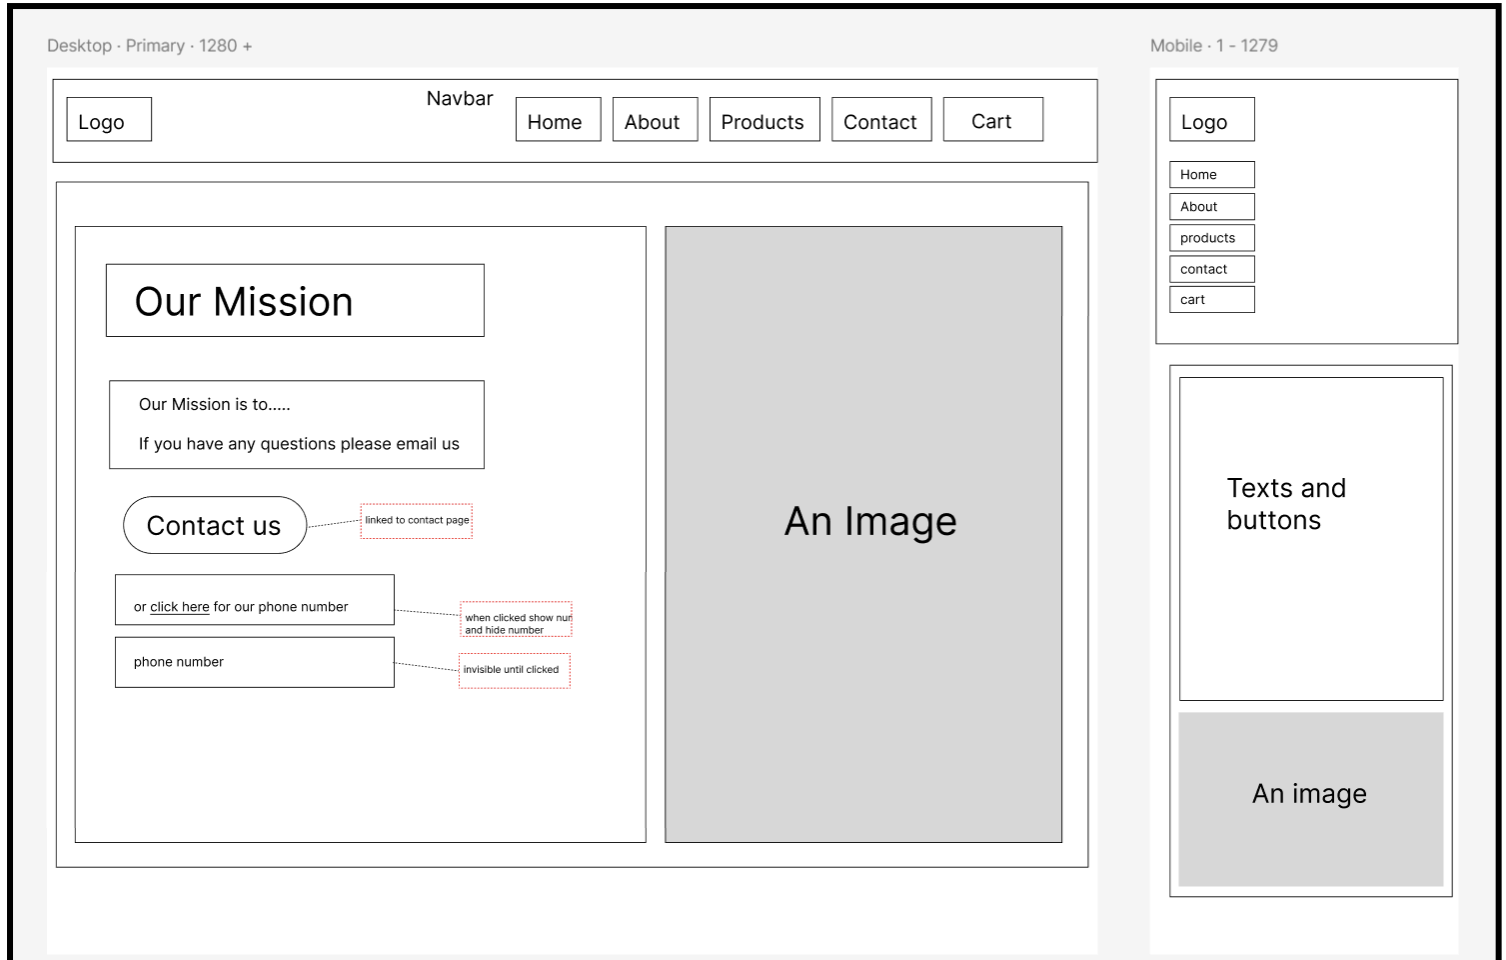 Desktop · Primary · 1280 +
Navbar
Logo
Home
About
Products
Contact
Cart
Our Mission
Our Mission is to.....
If you have any questions please email us
Contact us
linked to contact page
or click here for our phone number
when clicked show
and hide number
phone number
invisible until clicked
An Image
Mobile · 1 - 1279
Logo
Home
About
products
contact
cart
Texts and
buttons
An image